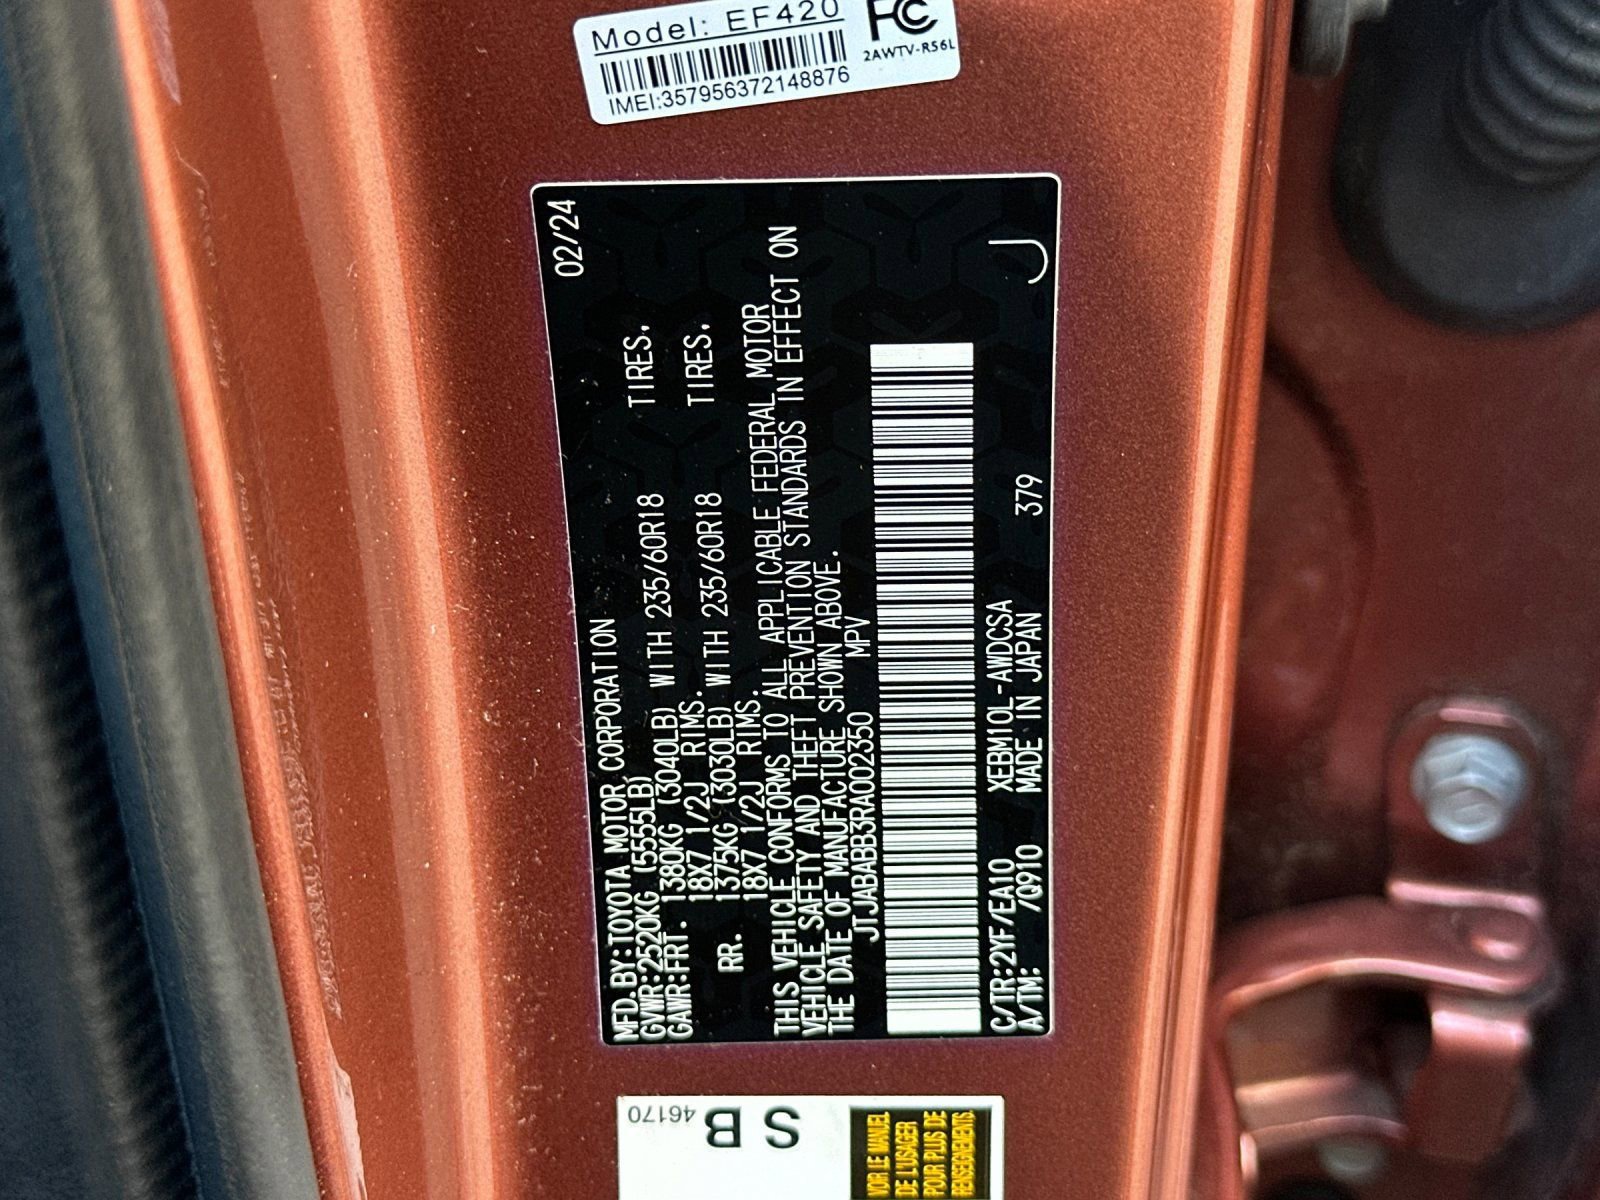 Model: EF420
FC
2AWTV-R56L
IMEI:357956372148876
02/24
MFD.BY:TOYOTA MOTOR CORPORATION
GVWR:2520KG (5555LB)
GAWR:FRT. 1380KG (3040LB) WITH 235/60R18 TIRES.
18X7 1/2J RIMS.
RR. 1375KG (3030LB) WITH 235/60R18 TIRES.
18X7 1/2J RIMS.
THIS VEHICLE CONFORMS TO ALL APPLICABLE FEDERAL MOTOR
VEHICLE SAFETY AND THEFT PREVENTION STANDARDS IN EFFECT ON
THE DATE OF MANUFACTURE SHOWN ABOVE.
JTJABABB3RA002350 MPV
C/TR:2YF/EA10 XEBM10L-AWDCSA
A/TM: /Q910 MADE IN JAPAN 379
J
46170
SB
VOIR LE MANUEL
DE L'USAGER
POUR PLUS DE
RENSEIGNEMENTS.